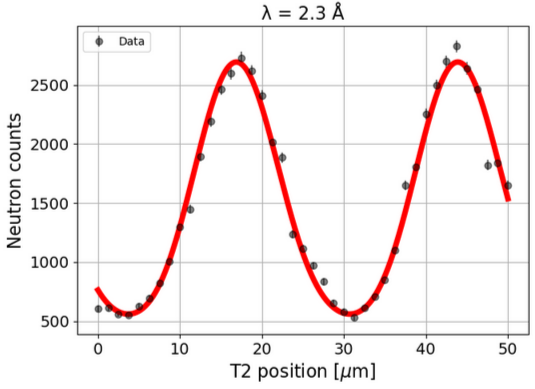 λ = 2.3 Å
Data
Neutron counts
2500
2000
1500
1000
500
0 10 20 30 40 50
T2 position [μm]